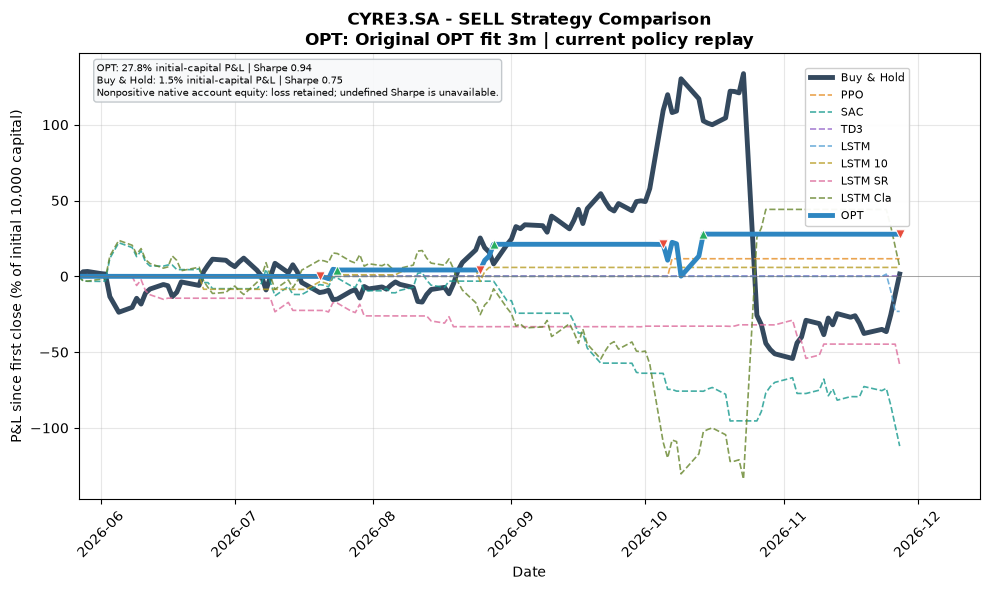 CYRE3.SA - SELL Strategy Comparison
OPT: Original OPT fit 3m | current policy replay
OPT: 27.8% initial-capital P&L | Sharpe 0.94
Buy & Hold: 1.5% initial-capital P&L | Sharpe 0.75
Nonpositive native account equity: loss retained; undefined Sharpe is unavailable.
Buy & Hold
PPO
SAC
TD3
LSTM
LSTM 10
LSTM SR
LSTM Cla
OPT
P&L since first close (% of initial 10,000 capital)
100
50
0
−50
−100
2026-06
2026-07
2026-08
2026-09
2026-10
2026-11
2026-12
Date